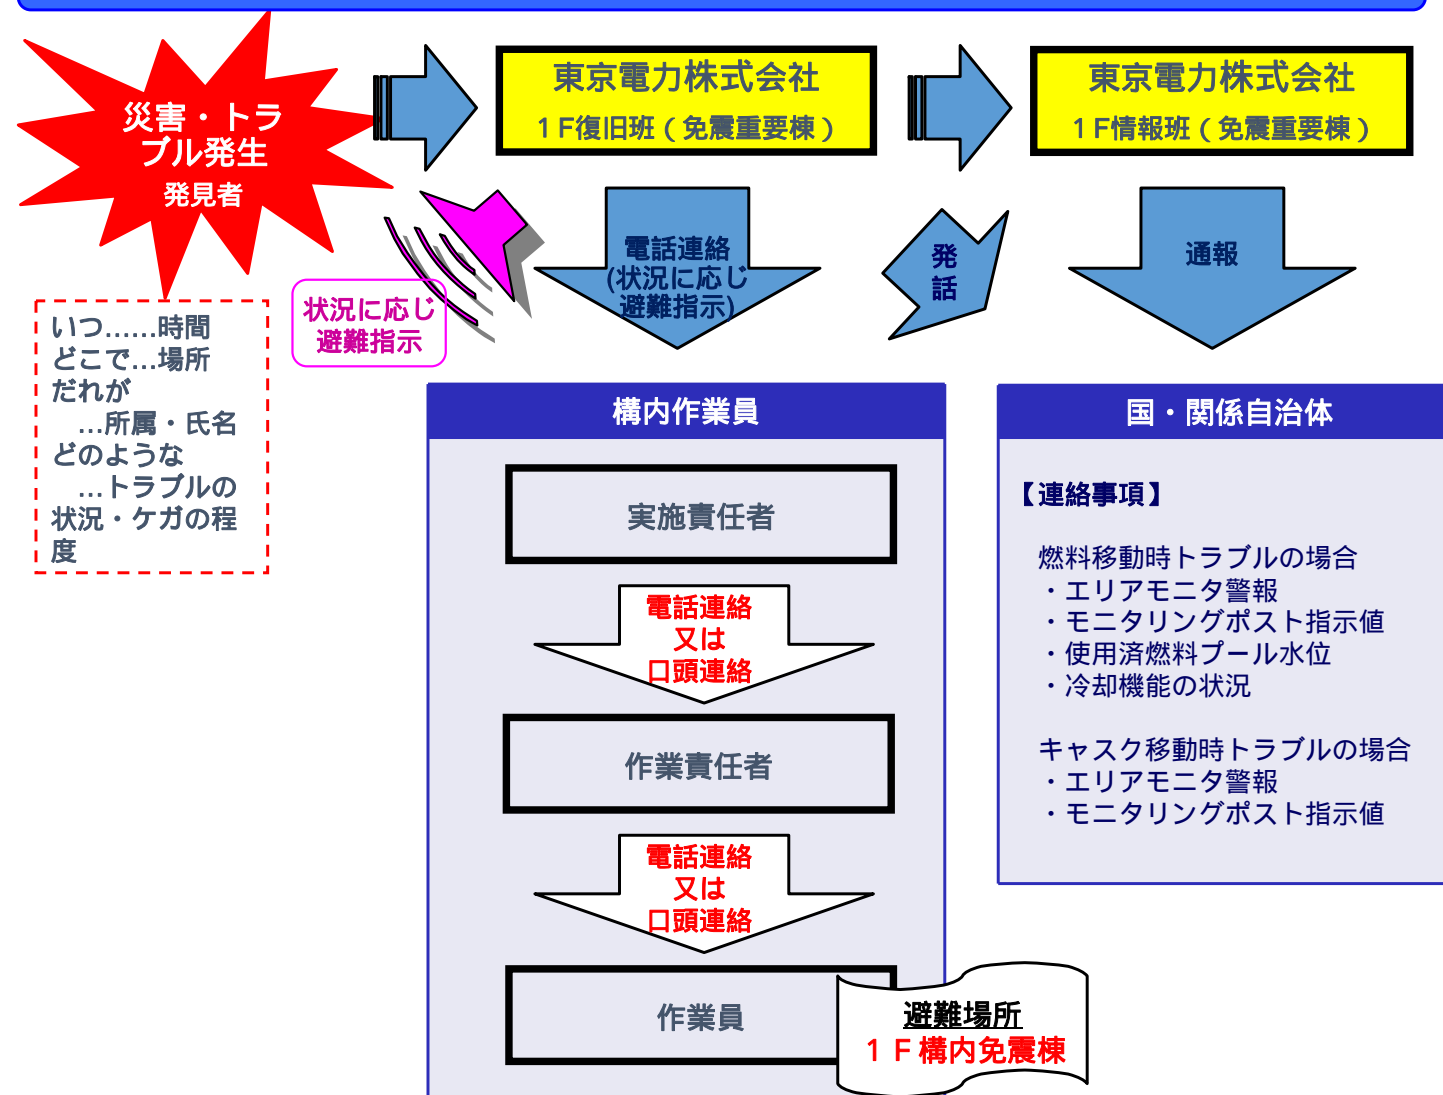 災害・トラ
ブル発生
発見者
東京電力株式会社
１F復旧班（免震重要棟）
東京電力株式会社
１F情報班（免震重要棟）
電話連絡
(状況に応じ
避難指示)
発
話
通報
状況に応じ
避難指示
いつ……時間
どこで…場所
だれが
…所属・氏名
どのような
…トラブルの
状況・ケガの程
度
構内作業員
実施責任者
電話連絡
又は
口頭連絡
作業責任者
電話連絡
又は
口頭連絡
作業員
避難場所
１Ｆ構内免震棟
国・関係自治体
【連絡事項】
燃料移動時トラブルの場合
・エリアモニタ警報
・モニタリングポスト指示値
・使用済燃料プール水位
・冷却機能の状況
キャスク移動時トラブルの場合
・エリアモニタ警報
・モニタリングポスト指示値